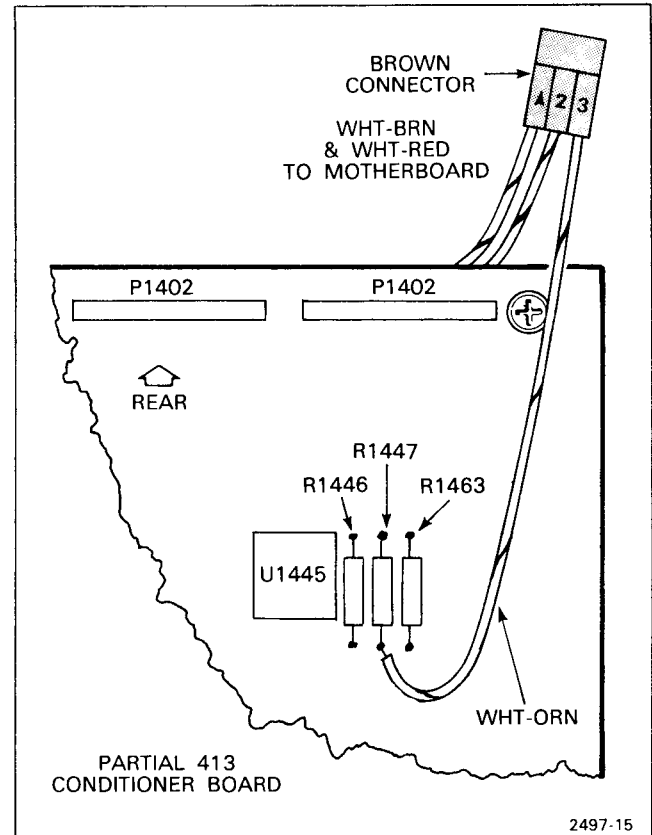 BROWN
CONNECTOR
2 3
WHT-BRN
& WHT-RED
TO MOTHERBOARD
P1402
P1402
REAR
R1447
R1446
R1463
U1445
WHT-ORN
PARTIAL 413
CONDITIONER BOARD
2497-15